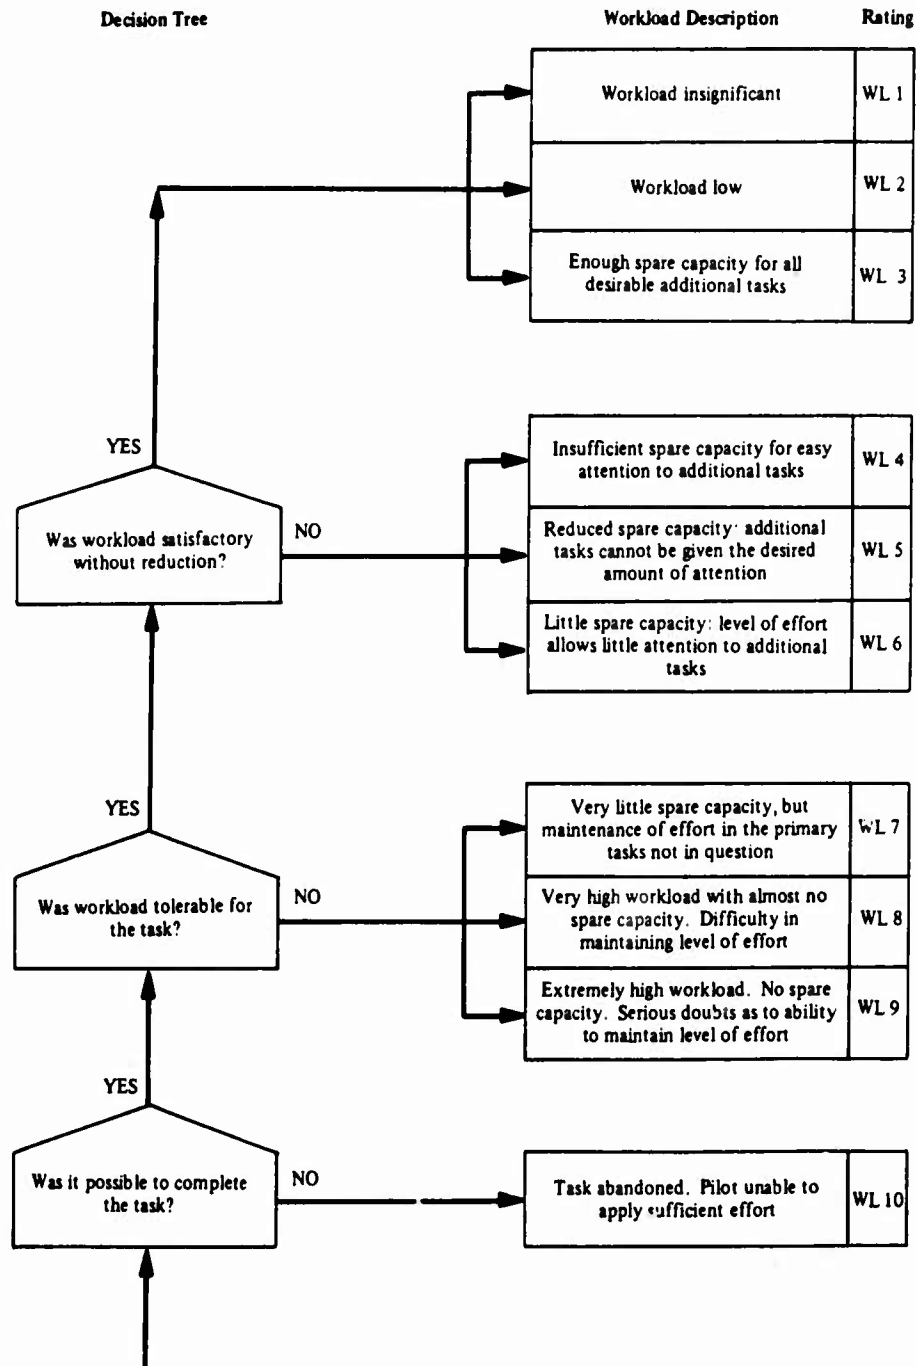 Decision Tree
Workload Description
Rating
Workload insignificant
WL 1
Workload low
WL 2
Enough spare capacity for all
desirable additional tasks
WL 3
YES
Was workload satisfactory
without reduction?
NO
Insufficient spare capacity for easy
attention to additional tasks
WL 4
Reduced spare capacity: additional
tasks cannot be given the desired
amount of attention
WL 5
Little spare capacity: level of effort
allows little attention to additional
tasks
WL 6
YES
Was workload tolerable for
the task?
NO
Very little spare capacity, but
maintenance of effort in the primary
tasks not in question
WL 7
Very high workload with almost no
spare capacity. Difficulty in
maintaining level of effort
WL 8
Extremely high workload. No spare
capacity. Serious doubts as to ability
to maintain level of effort
WL 9
YES
Was it possible to complete
the task?
NO
Task abandoned. Pilot unable to
apply sufficient effort
WL 10